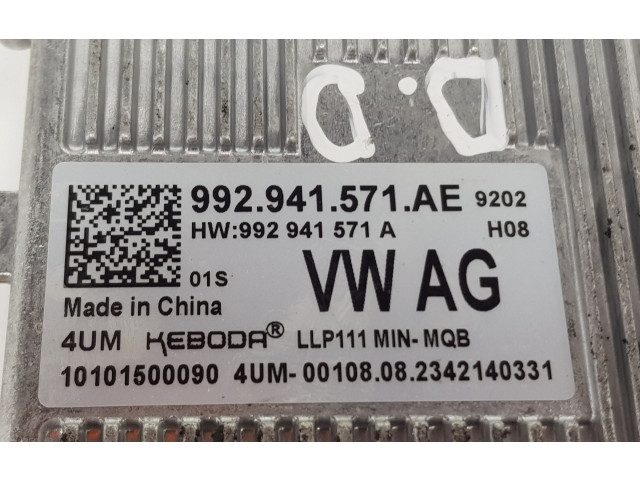 D.D
992.941.571.AE 9202
HW:992 941 571 A H08
01S VW AG
Made in China
4UM KEBODA® LLP111 MIN-MQB
10101500090 4UM-00108.08.2342140331